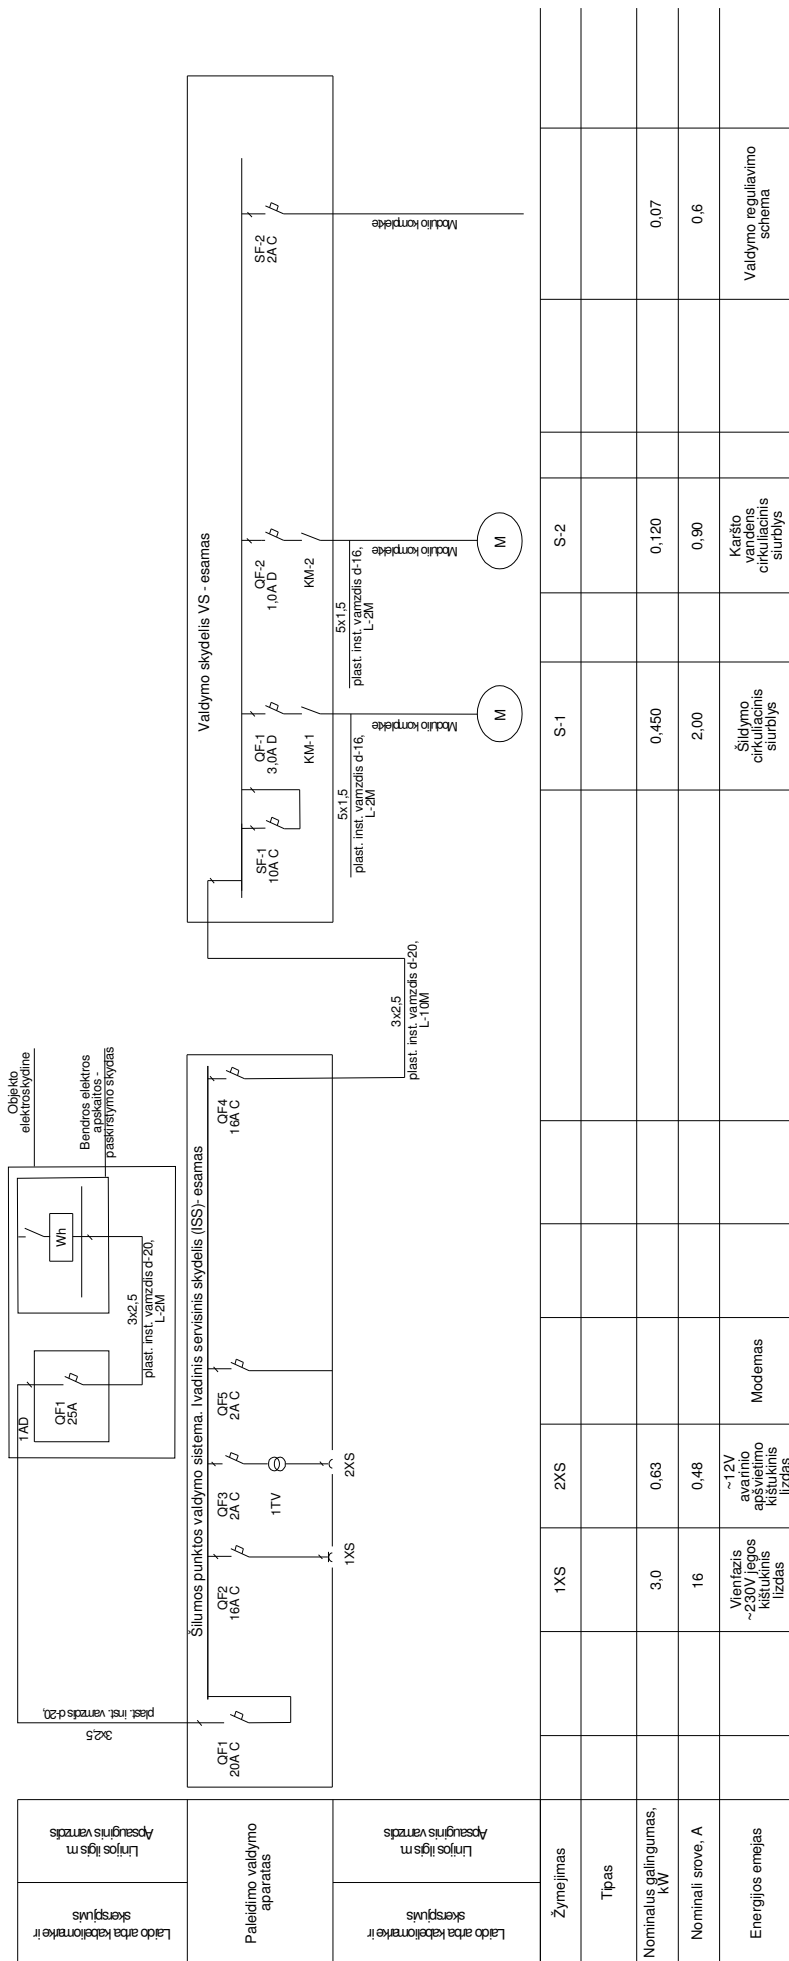 Objekto
elektroskydine
Bendros elektros
apskaitos -
paskirstymo skydas
Wh
3x2,5
plast. inst. vamzdis d-20,
L-2M
1AD
QF1
25A
3x2,5
plast. inst. vamzdis d-20,
Šilumos punktos valdymo sistema. Ivadinis servisinis skydelis (ISS)- esamas
QF1
20A C
QF2
16A C
1XS
QF3
2A C
1TV
2XS
QF5
2A C
QF4
16A C
3x2,5
plast. inst. vamzdis d-20,
L-10M
Valdymo skydelis VS - esamas
SF-1
10A C
QF-1
3,0A D
KM-1
5x1,5
plast. inst. vamzdis d-16,
L-2M
Modulio komplekte
M
QF-2
1,0A D
KM-2
5x1,5
plast. inst. vamzdis d-16,
L-2M
Modulio komplekte
M
SF-2
2A C
Modulio komplekte
Laido arba kabeliomarke ir
skerspjuvis
Linijos ilgis m
Apsauginis vamzdis
Paleidimo valdymo
aparatas
Laido arba kabeliomarke ir
skerspjuvis
Linijos ilgis m
Apsauginis vamzdis
Žymejimas
1XS
2XS
S-1
S-2
Tipas
Nominalus galingumas,
kW
3,0
0,63
0,450
0,120
0,07
Nominali srove, A
16
0,48
2,00
0,90
0,6
Energijos emejas
Vienfazis
~230V jegos
kištukinis
lizdas
~12V
avarinio
apšvietimo
kištukinis
lizdas
Modemas
Šildymo
cirkuliacinis
siurblys
Karšto
vandens
cirkuliacinis
siurblys
Valdymo reguliavimo
schema